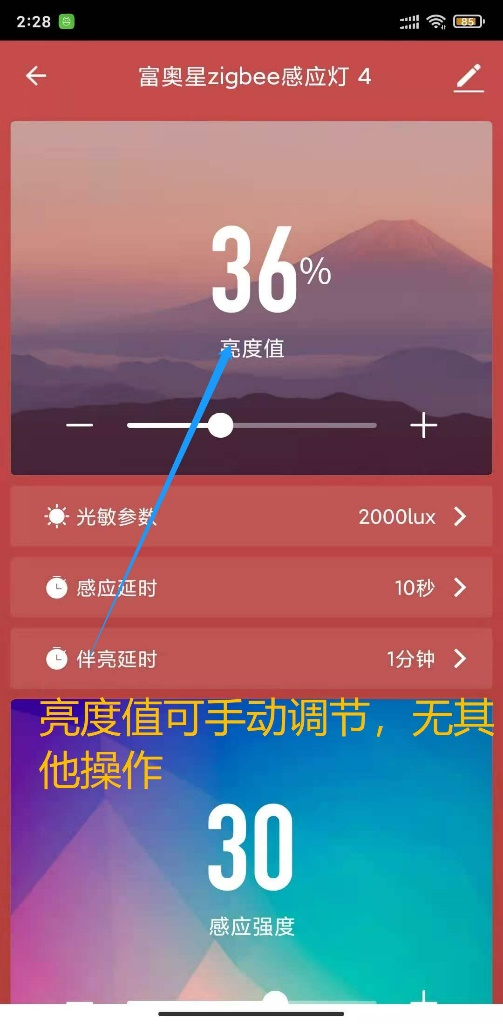 2:28
85
富奥星zigbee感应灯 4
36%
亮度值
光敏参数
2000lux
感应延时
10秒
伴亮延时
1分钟
亮度值可手动调节，无其
他操作
30
感应强度